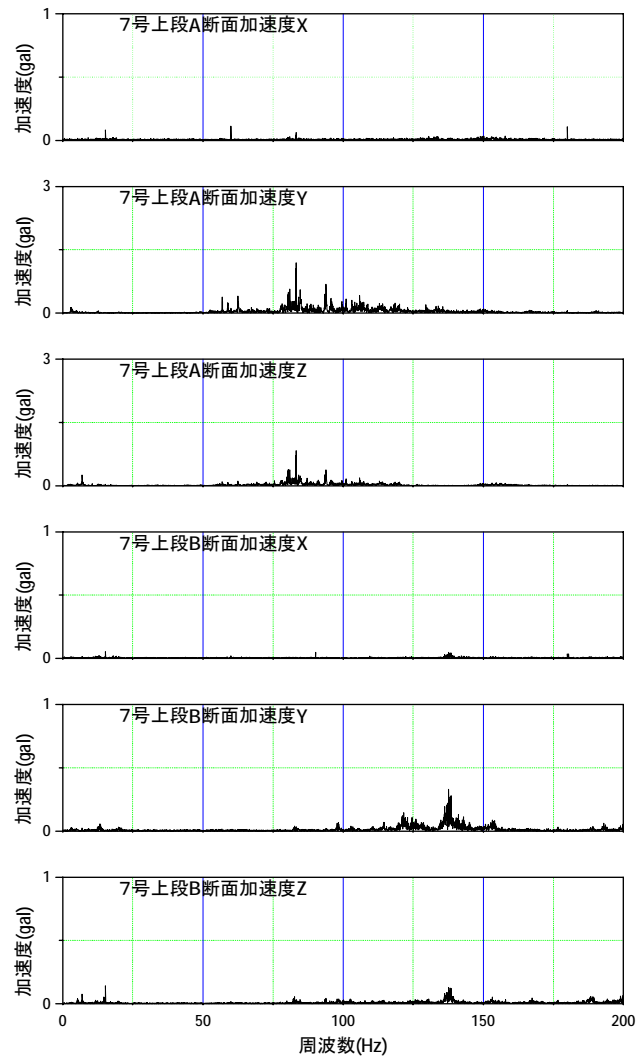 7号上段A断面加速度X
加速度(gal)
1
0
7号上段A断面加速度Y
加速度(gal)
3
0
7号上段A断面加速度Z
加速度(gal)
3
0
7号上段B断面加速度X
加速度(gal)
1
0
7号上段B断面加速度Y
加速度(gal)
1
0
7号上段B断面加速度Z
加速度(gal)
1
0
0 50 100 150 200
周波数(Hz)